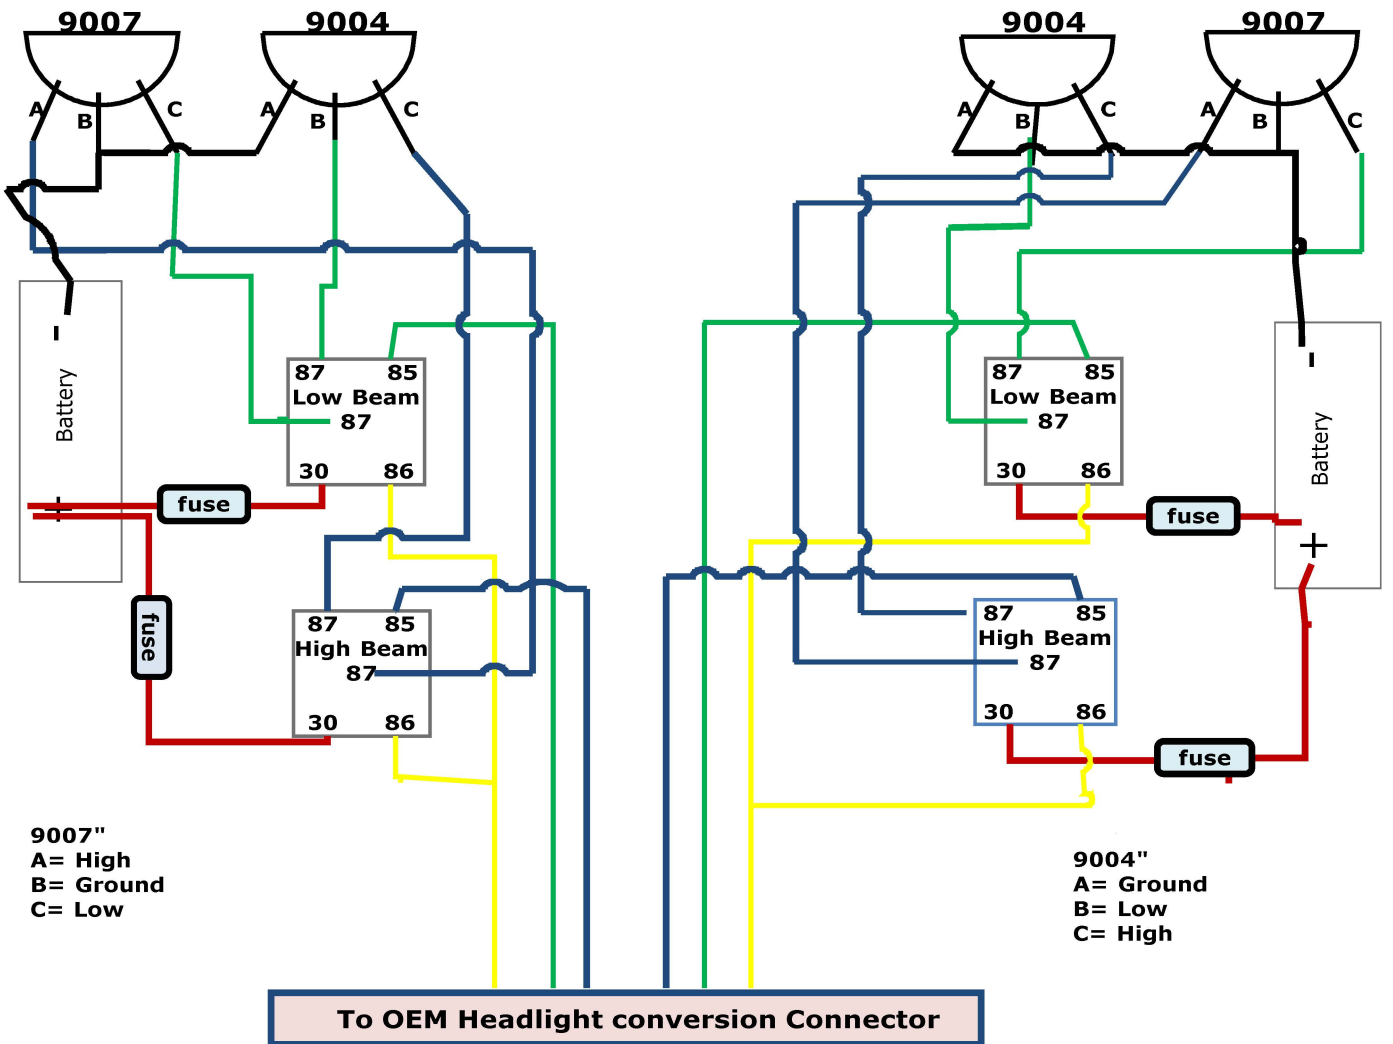 9007
9004
9004
9007
A
B
C
A
B
C
A
B
C
A
B
C
- 
Battery
+
-
Battery
+
87 85
Low Beam
87
30 86
87 85
Low Beam
87
30 86
fuse
fuse
fuse
fuse
87 85
High Beam
87
30 86
87 85
High Beam
87
30 86
9007"
A= High
B= Ground
C= Low
9004"
A= Ground
B= Low
C= High
To OEM Headlight conversion Connector